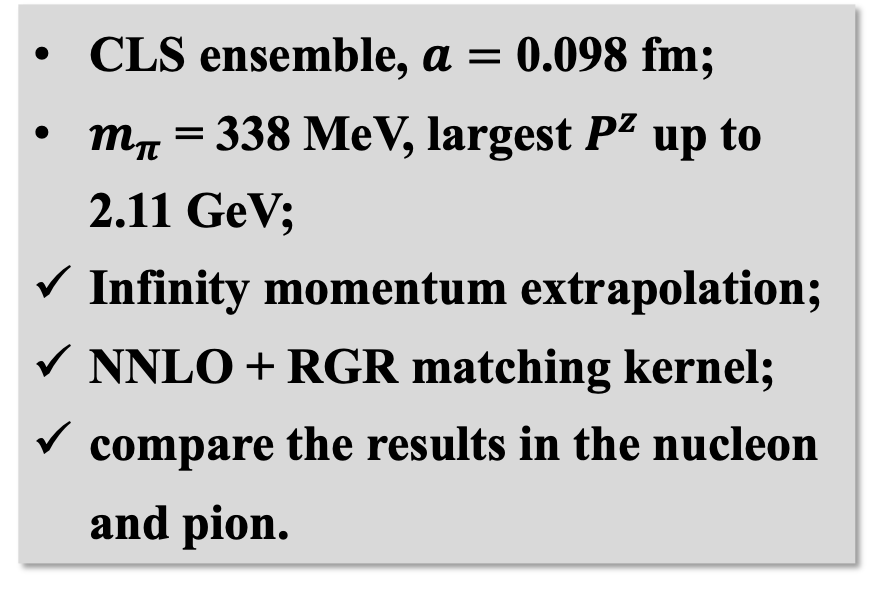 • CLS ensemble, a = 0.098 fm;
• mπ = 338 MeV, largest Pᶻ up to
2.11 GeV;
✓ Infinity momentum extrapolation;
✓ NNLO + RGR matching kernel;
✓ compare the results in the nucleon
and pion.